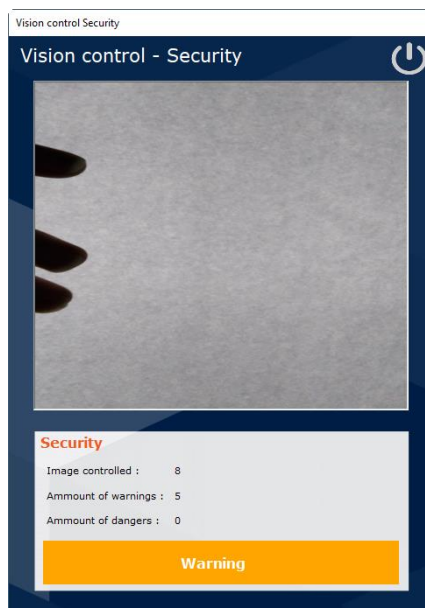 Vision control Security
Vision control - Security
Security
Image controlled : 8
Ammount of warnings : 5
Ammount of dangers : 0
Warning